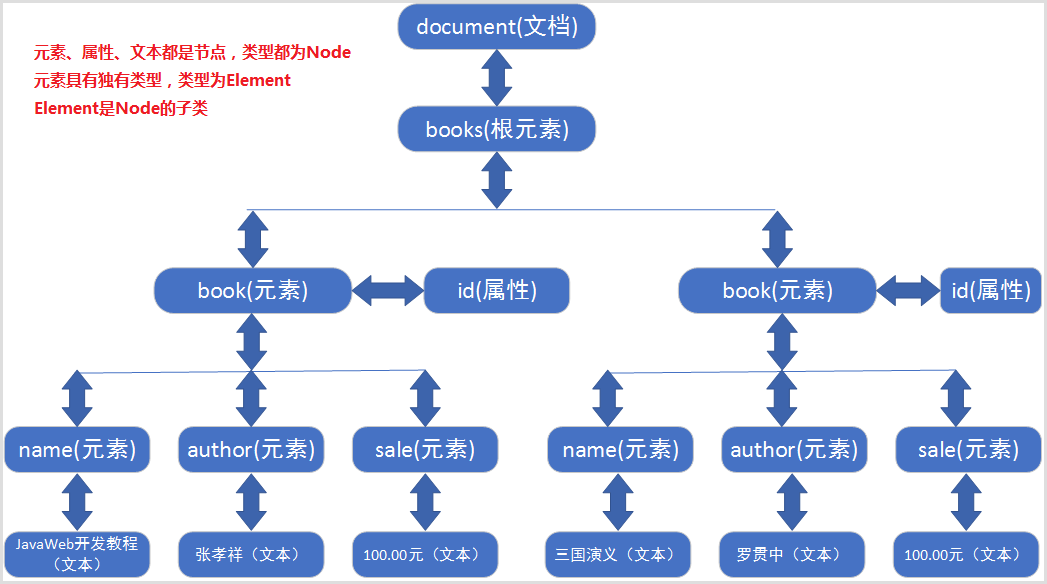 document(文档)
元素、属性、文本都是节点，类型都为Node
元素具有独有类型，类型为Element
Element是Node的子类
books(根元素)
book(元素)
id(属性)
book(元素)
id(属性)
name(元素)
author(元素)
sale(元素)
name(元素)
author(元素)
sale(元素)
JavaWeb开发教程
（文本）
张孝祥（文本）
100.00元（文本）
三国演义（文本）
罗贯中（文本）
100.00元（文本）